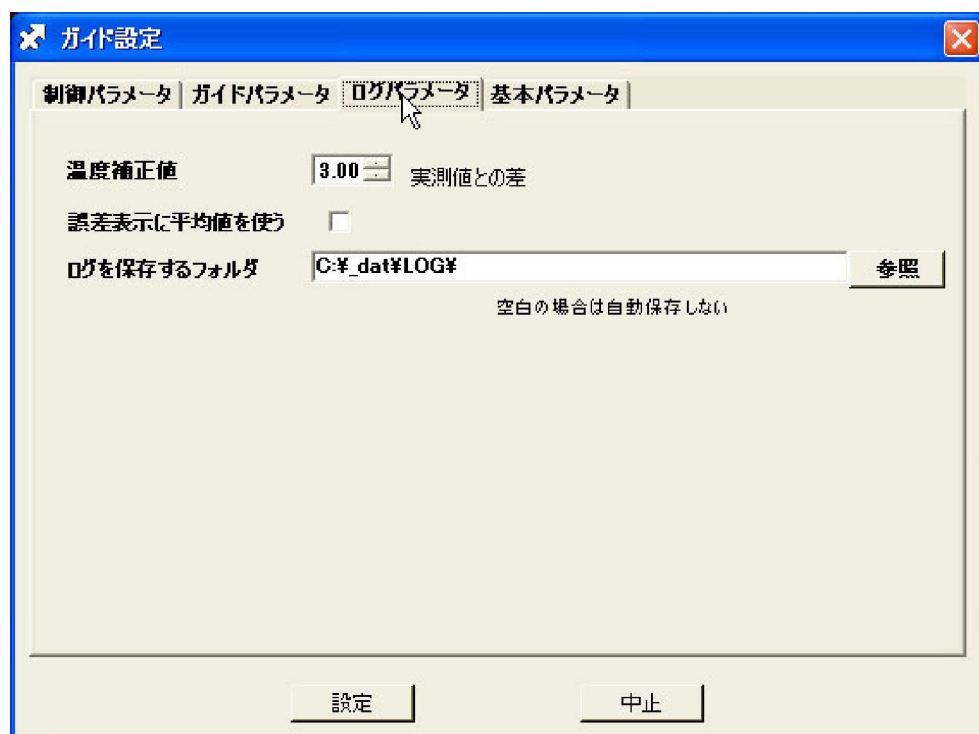 ガイド設定
制御パラメータ ガイドパラメータ ログパラメータ 基本パラメータ
温度補正値 3.00 実測値との差
誤差表示に平均値を使う
ログを保存するフォルダ C:¥_dat¥LOG¥ 参照
空白の場合は自動保存しない
設定 中止